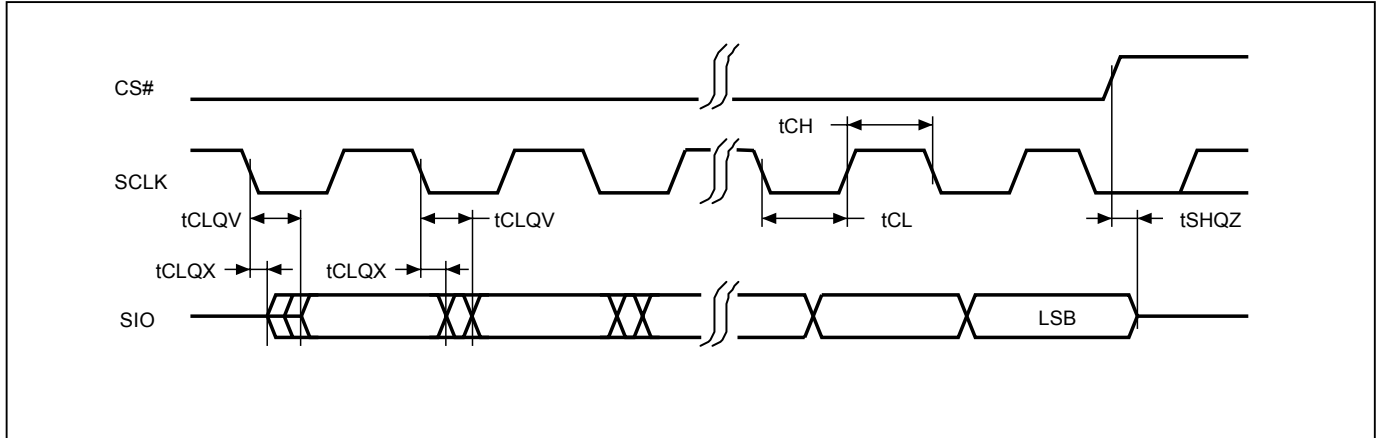 CS#
tCH
SCLK
tCLQV
tCLQV
tCL
tSHQZ
tCLQX
tCLQX
SIO
LSB